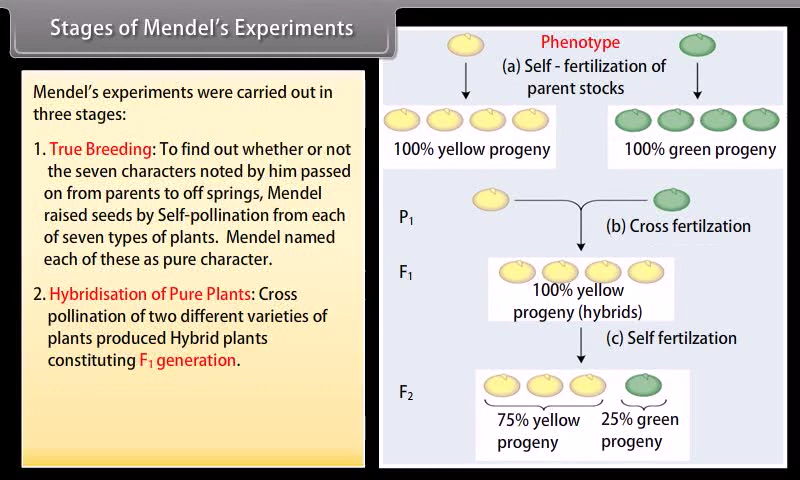 Stages of Mendel's Experiments
Mendel's experiments were carried out in
three stages:
1. True Breeding: To find out whether or not
the seven characters noted by him passed
on from parents to off springs, Mendel
raised seeds by Self-pollination from each
of seven types of plants. Mendel named
each of these as pure character.
2. Hybridisation of Pure Plants: Cross
pollination of two different varieties of
plants produced Hybrid plants
constituting F1 generation.
Phenotype
(a) Self - fertilization of
parent stocks
100% yellow progeny
100% green progeny
P1
(b) Cross fertilzation
F1
100% yellow
progeny (hybrids)
(c) Self fertilzation
F2
75% yellow
progeny
25% green
progeny